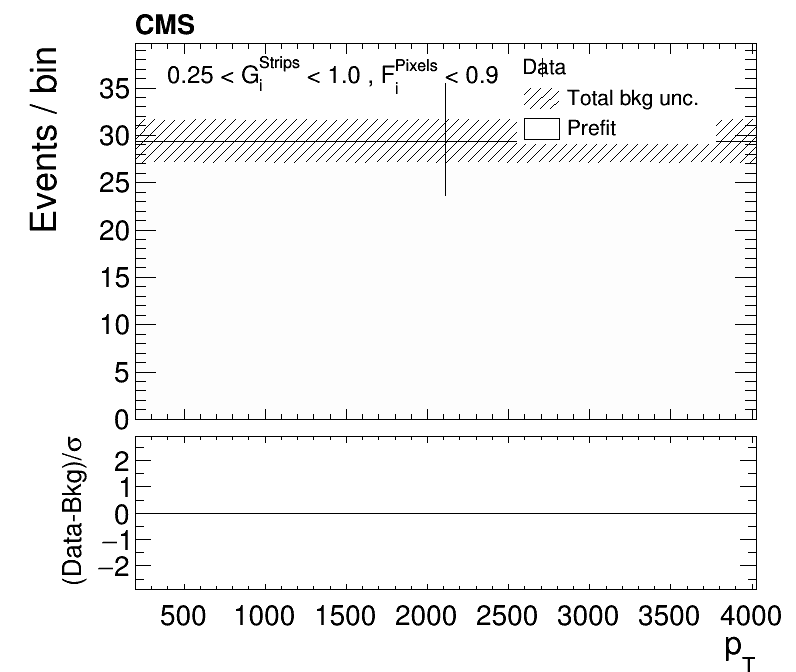 CMS
0.25 < G_i^Strips < 1.0 , F_i^Pixels < 0.9
Data
Total bkg unc.
Prefit
Events / bin
35
30
25
20
15
10
5
0
(Data-Bkg)/σ
2
1
0
−1
−2
500 1000 1500 2000 2500 3000 3500 4000
p_T